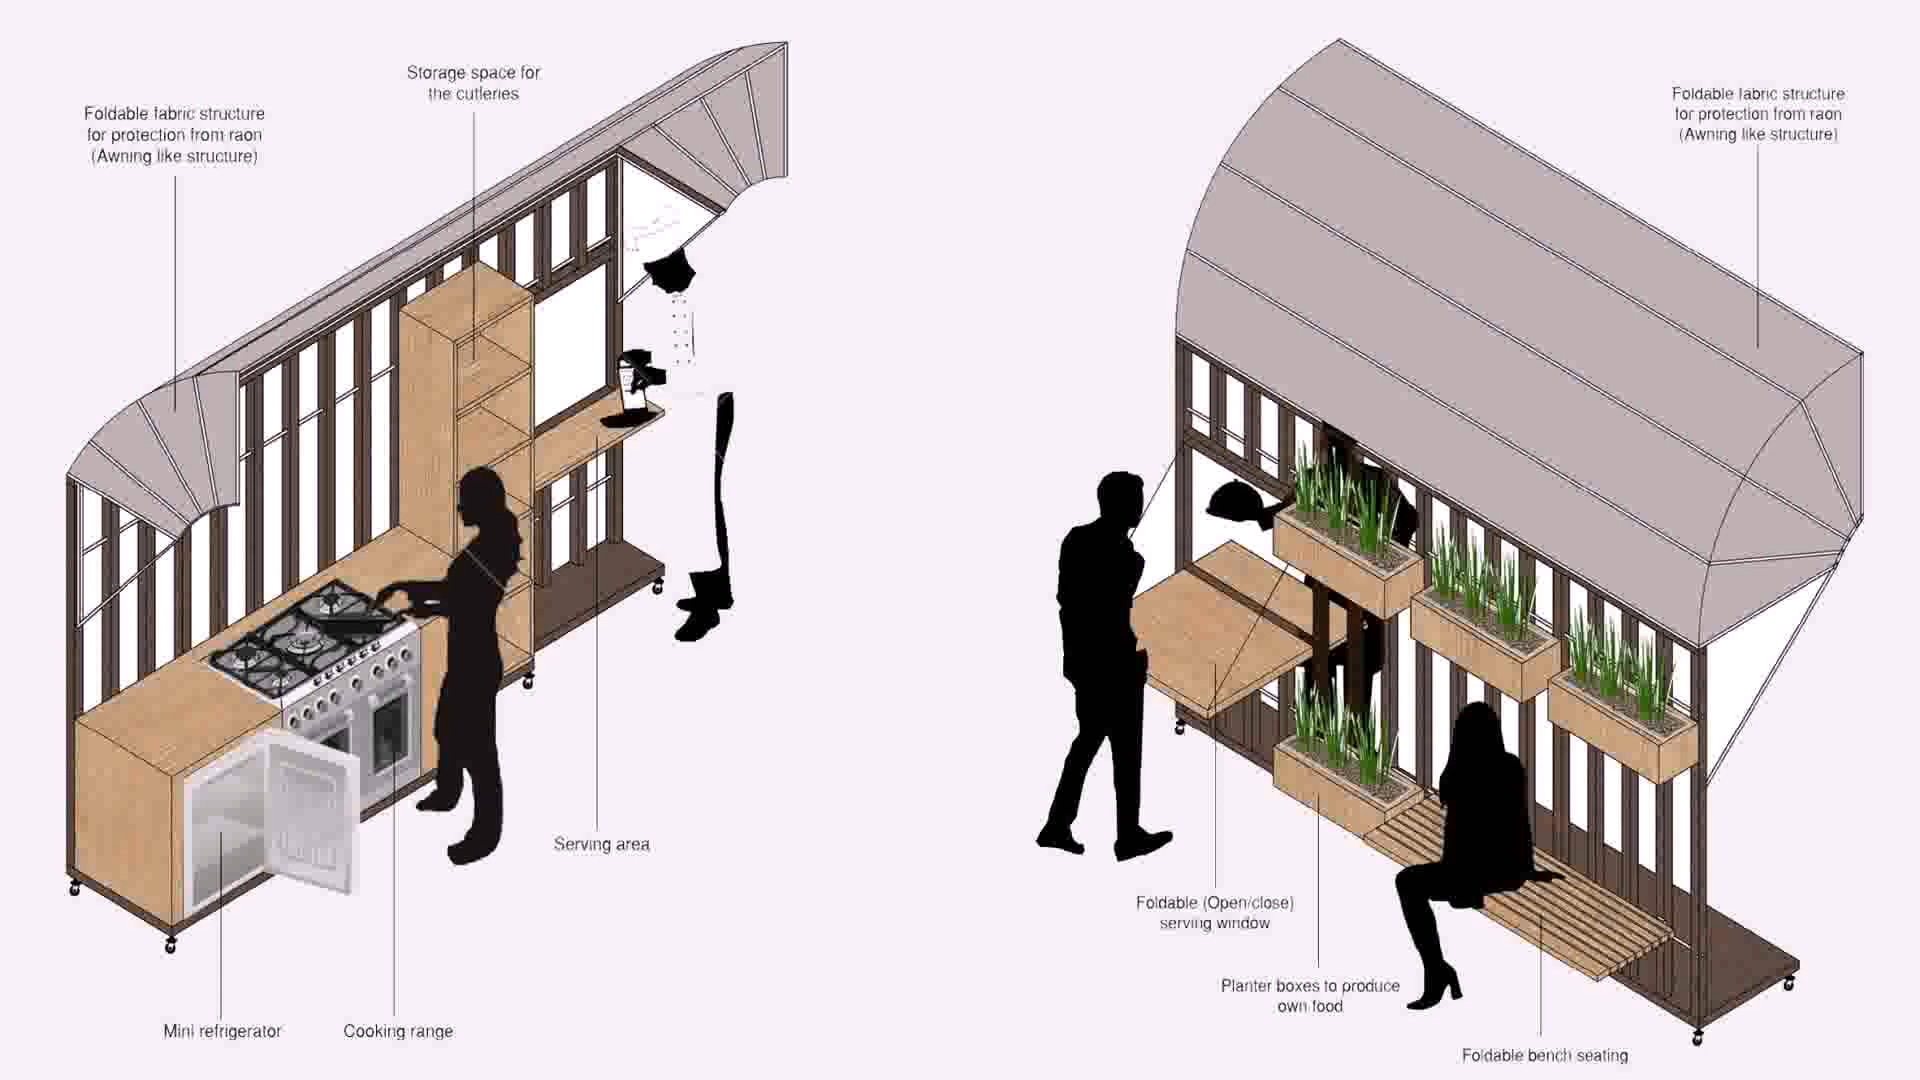 Storage space for
the cutleries
Foldable fabric structure
for protection from raon
(Awning like structure)
Serving area
Mini refrigerator
Cooking range
Foldable fabric structure
for protection from raon
(Awning like structure)
Foldable (Open/close)
serving window
Planter boxes to produce
own food
Foldable bench seating